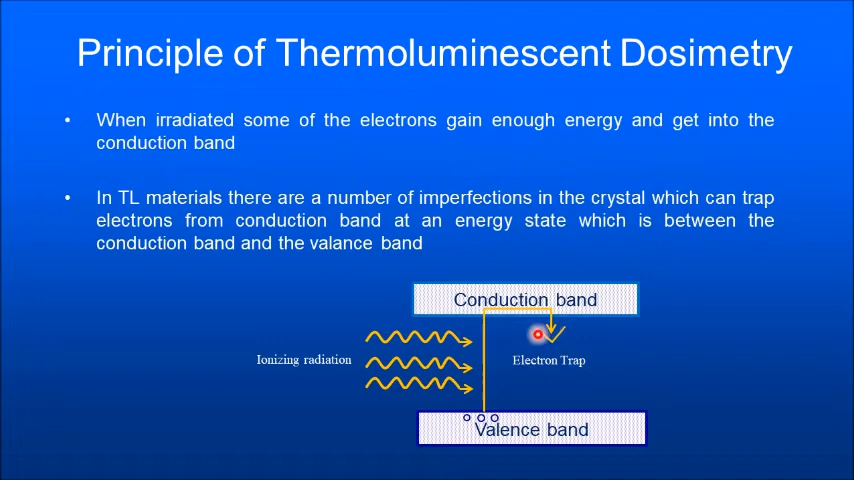 Principle of Thermoluminescent Dosimetry
• When irradiated some of the electrons gain enough energy and get into the
conduction band
• In TL materials there are a number of imperfections in the crystal which can trap
electrons from conduction band at an energy state which is between the
conduction band and the valance band
Conduction band
Ionizing radiation
Electron Trap
Valence band